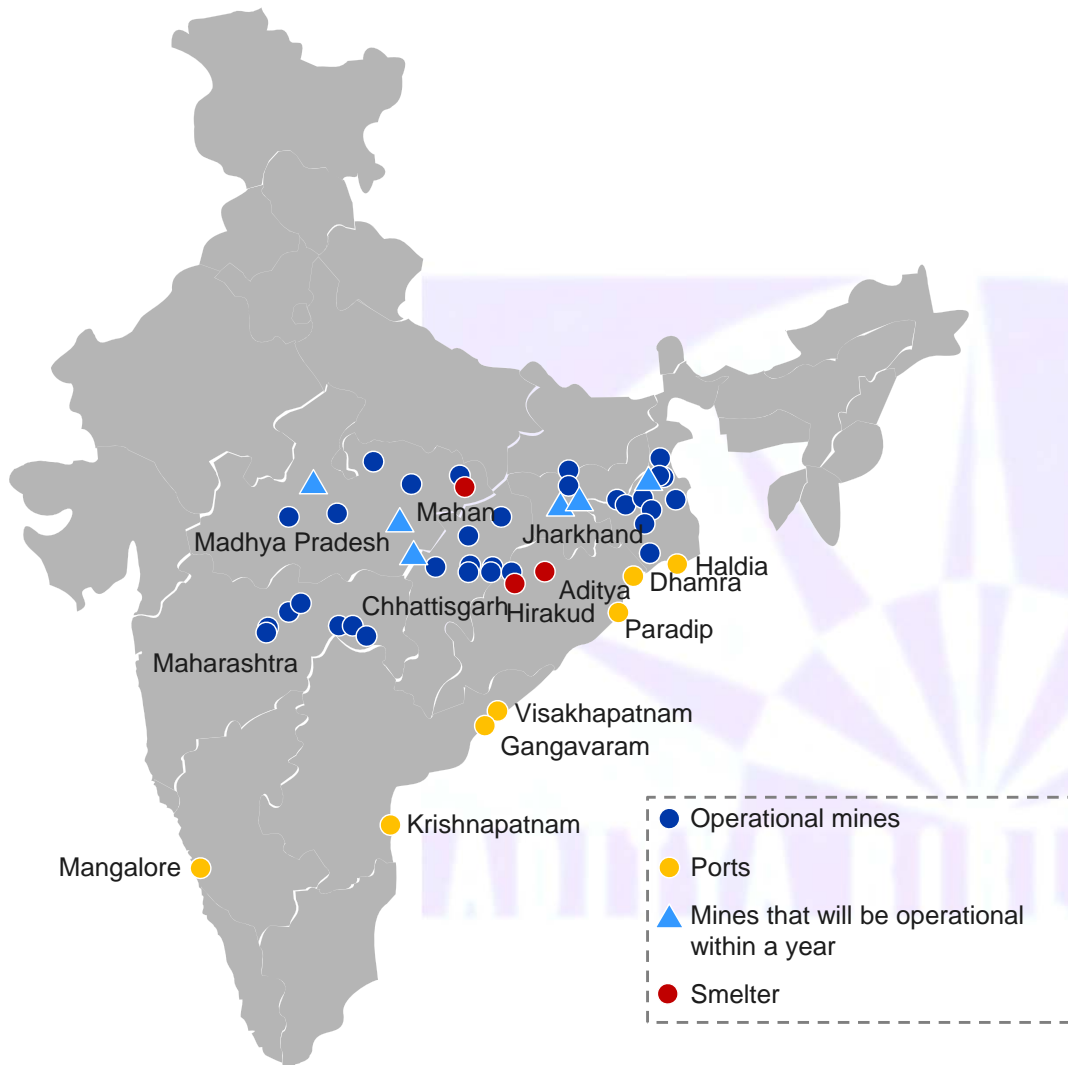 Mahan
Madhya Pradesh
Jharkhand
Haldia
Dhamra
Aditya
Chhattisgarh
Hirakud
Paradip
Maharashtra
Visakhapatnam
Gangavaram
Krishnapatnam
Mangalore
Operational mines
Ports
Mines that will be operational
within a year
Smelter